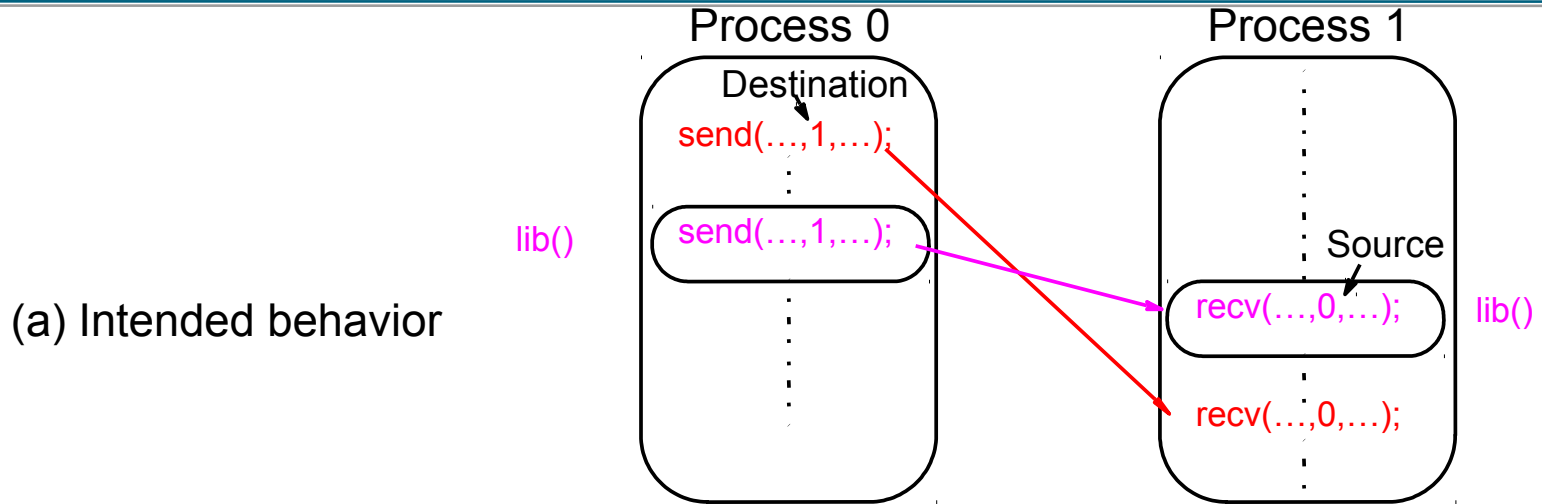 Process 0
Process 1
Destination
send(…,1,…);
lib()
send(…,1,…);
Source
(a) Intended behavior
recv(…,0,…);
lib()
recv(…,0,…);